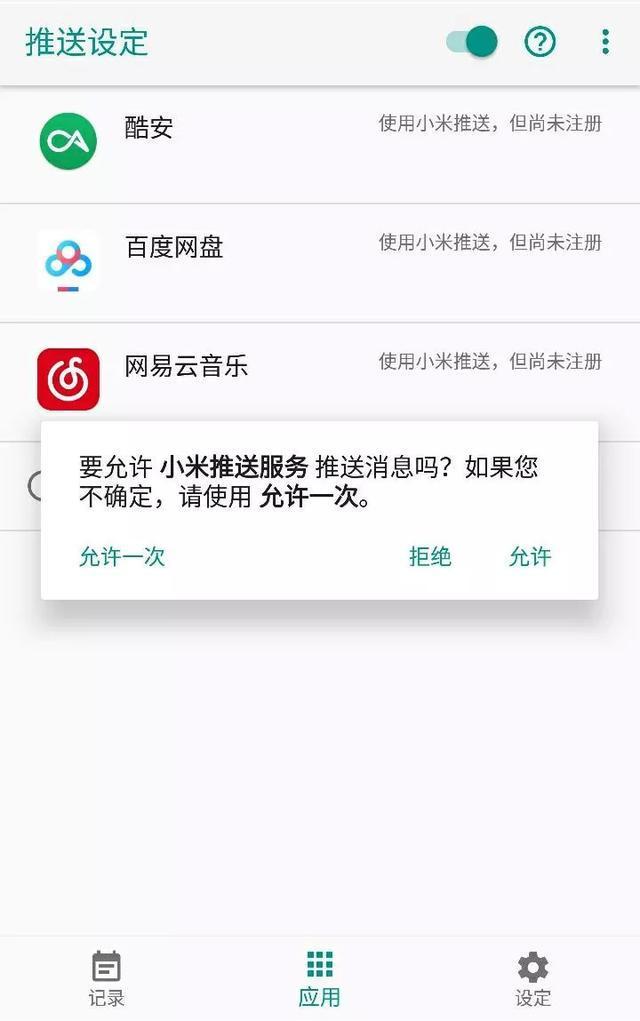 推送设定
酷安
使用小米推送，但尚未注册
百度网盘
使用小米推送，但尚未注册
网易云音乐
使用小米推送，但尚未注册
要允许 小米推送服务 推送消息吗？如果您
不确定，请使用 允许一次。
允许一次
拒绝
允许
记录
应用
设定